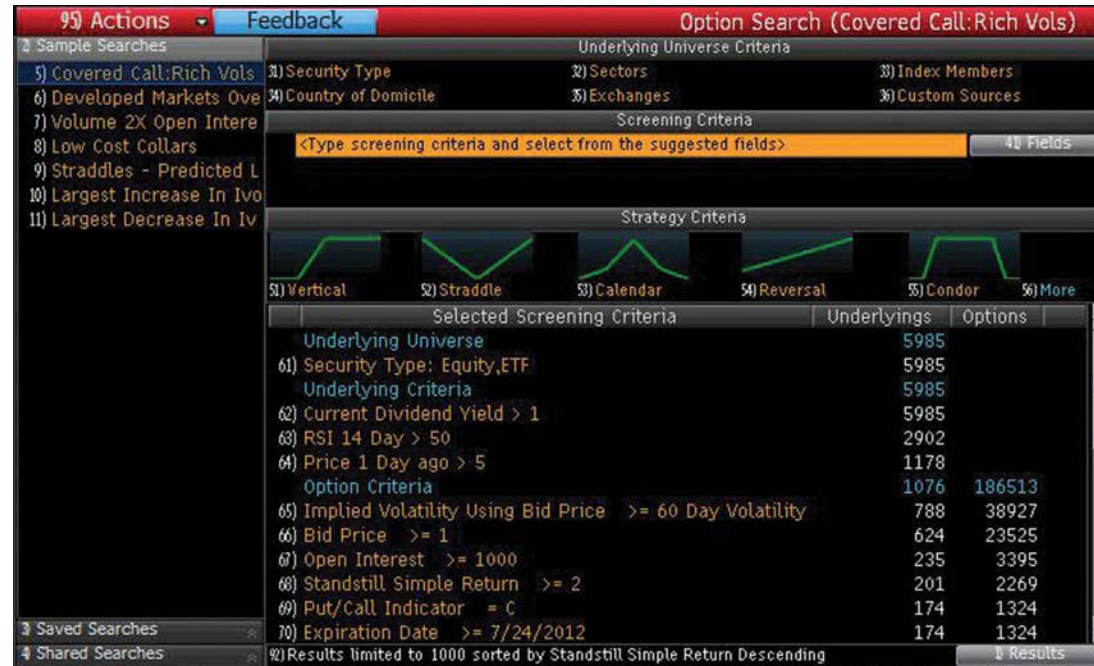 95) Actions Feedback Option Search (Covered Call:Rich Vols)
2) Sample Searches
5) Covered Call:Rich Vols
6) Developed Markets Ove
7) Volume 2X Open Intere
8) Low Cost Collars
9) Straddles - Predicted L
10) Largest Increase In Ivo
11) Largest Decrease In Iv
3) Saved Searches
4) Shared Searches
Underlying Universe Criteria
31) Security Type 32) Sectors 33) Index Members
34) Country of Domicile 35) Exchanges 36) Custom Sources
Screening Criteria
<Type screening criteria and select from the suggested fields> 41) Fields
Strategy Criteria
51) Vertical 52) Straddle 53) Calendar 54) Reversal 55) Condor 56) More
Selected Screening Criteria Underlyings Options
Underlying Universe 5985
61) Security Type: Equity,ETF 5985
Underlying Criteria 5985
62) Current Dividend Yield > 1 5985
63) RSI 14 Day > 50 2902
64) Price 1 Day ago > 5 1178
Option Criteria 1076 186513
65) Implied Volatility Using Bid Price >= 60 Day Volatility 788 38927
66) Bid Price >= 1 624 23525
67) Open Interest >= 1000 235 3395
68) Standstill Simple Return >= 2 201 2269
69) Put/Call Indicator = C 174 1324
70) Expiration Date >= 7/24/2012 174 1324
92) Results limited to 1000 sorted by Standstill Simple Return Descending 1) Results